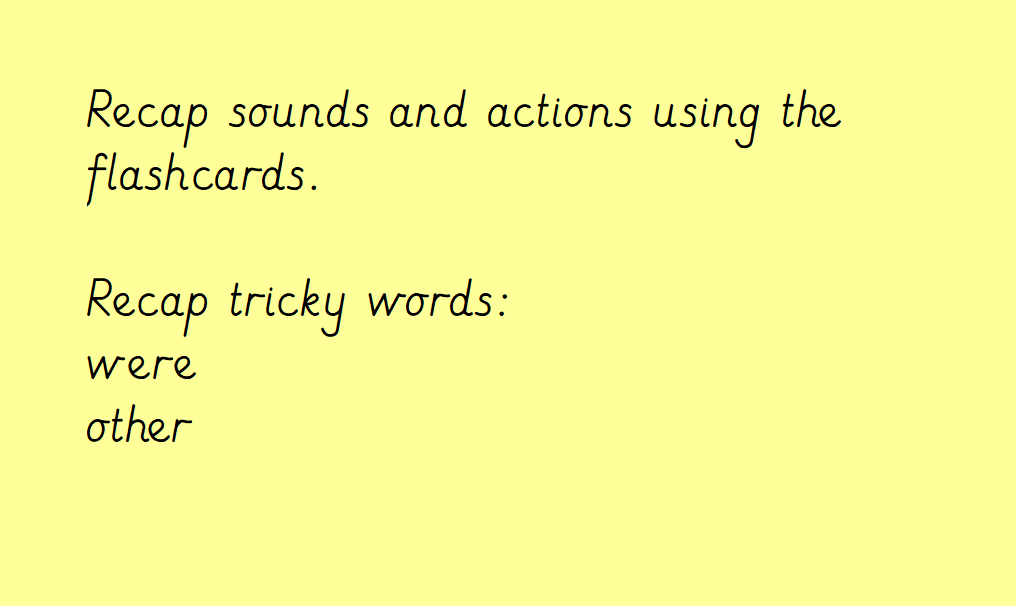 Recap sounds and actions using the
flashcards.
Recap tricky words:
were
other